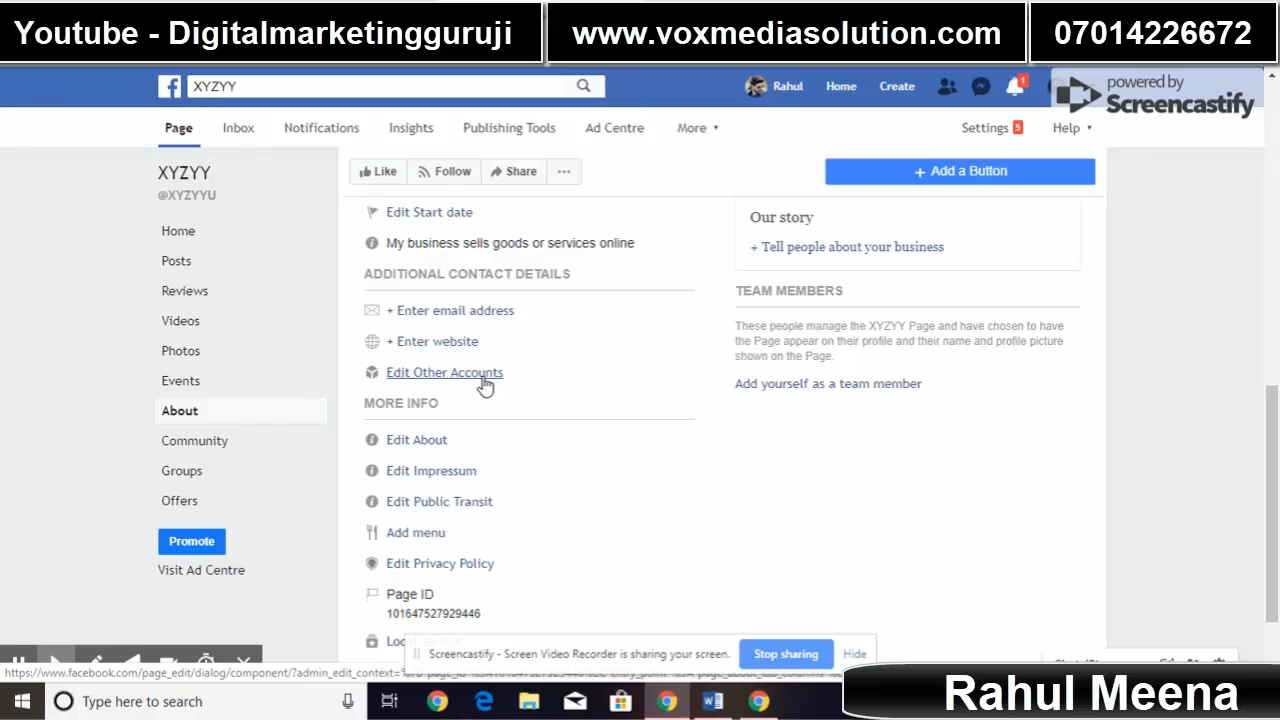 Youtube - Digitalmarketingguruji
www.voxmediasolution.com
07014226672
XYZYY
Rahul
Home
Create
1
powered by
Screencastify
Page
Inbox
Notifications
Insights
Publishing Tools
Ad Centre
More
Settings 5
Help
XYZYY
@XYZYYU
Home
Posts
Reviews
Videos
Photos
Events
About
Community
Groups
Offers
Promote
Visit Ad Centre
Like
Follow
Share
...
+ Add a Button
Edit Start date
My business sells goods or services online
ADDITIONAL CONTACT DETAILS
+ Enter email address
+ Enter website
Edit Other Accounts
MORE INFO
Edit About
Edit Impressum
Edit Public Transit
Add menu
Edit Privacy Policy
Page ID
101647527929446
Our story
+ Tell people about your business
TEAM MEMBERS
These people manage the XYZYY Page and have chosen to have
the Page appear on their profile and their name and profile picture
shown on the Page.
Add yourself as a team member
Screencastify - Screen Video Recorder is sharing your screen.
Stop sharing
Hide
Type here to search
Rahul Meena